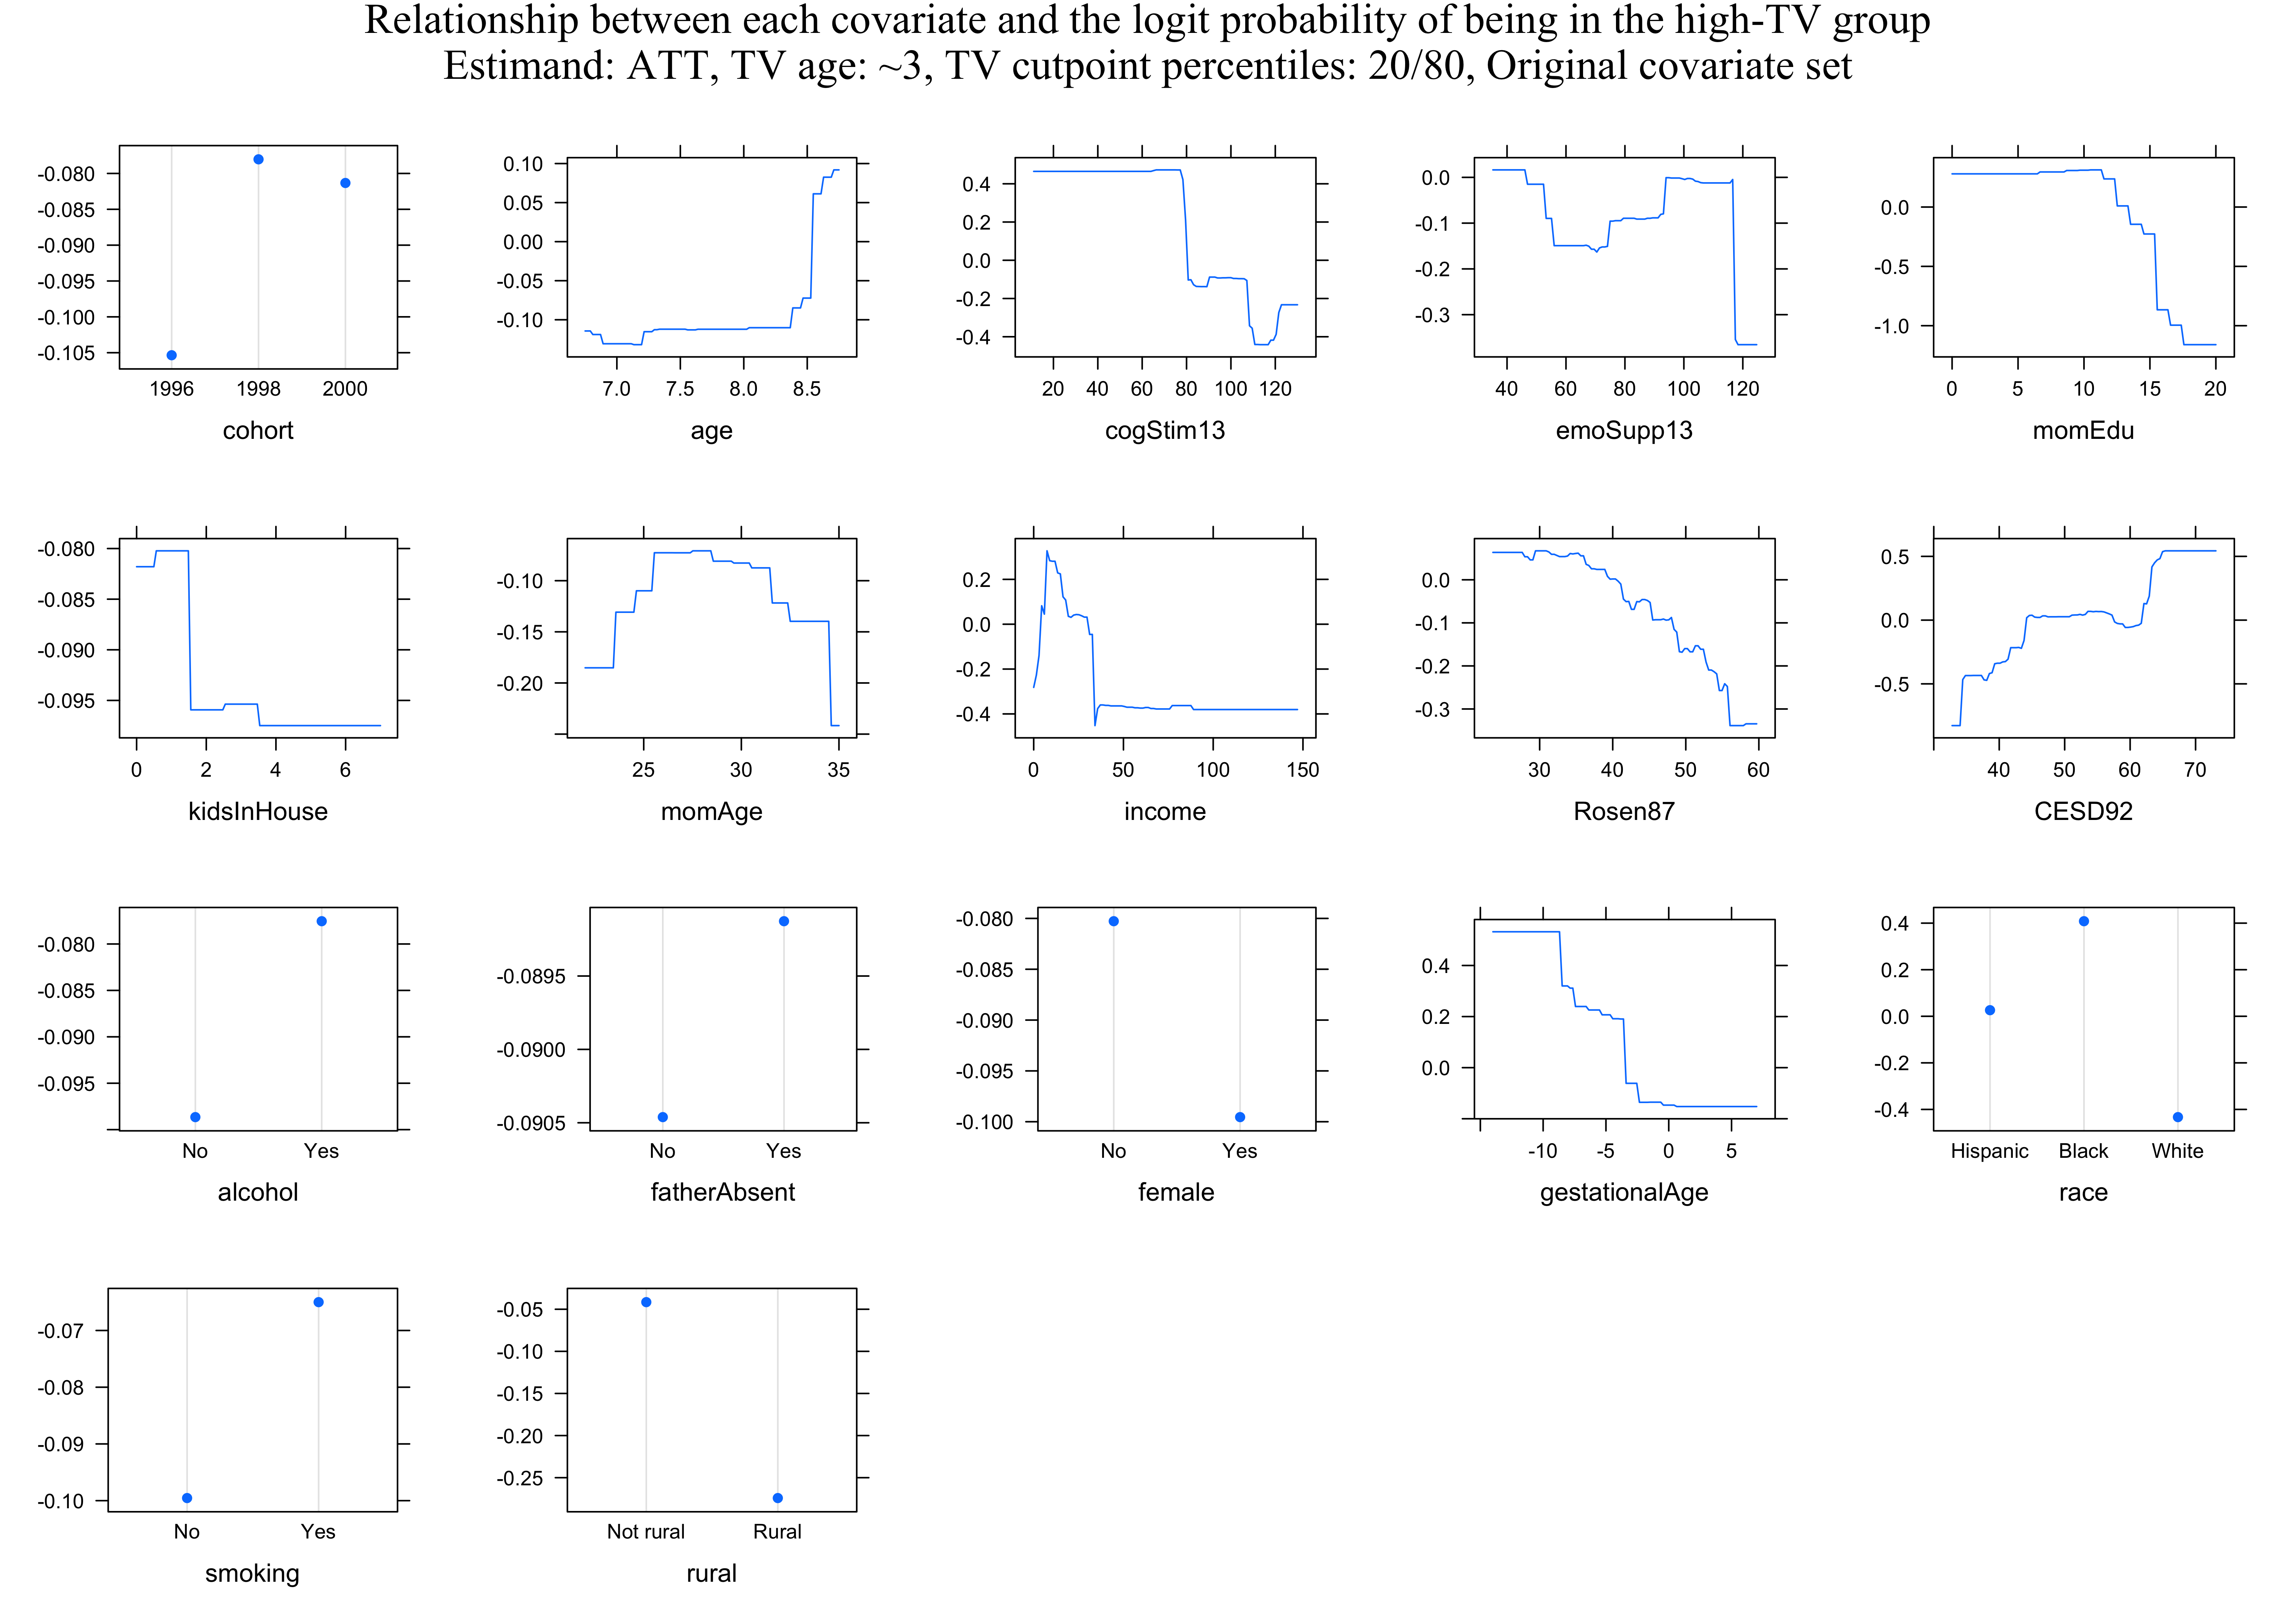 Relationship between each covariate and the logit probability of being in the high-TV group
Estimand: ATT, TV age: ~3, TV cutpoint percentiles: 20/80, Original covariate set
-0.080
-0.085
-0.090
-0.095
-0.100
-0.105
1996 1998 2000
cohort
0.10
0.05
0.00
-0.05
-0.10
7.0 7.5 8.0 8.5
age
0.4
0.2
0.0
-0.2
-0.4
20 40 60 80 100 120
cogStim13
0.0
-0.1
-0.2
-0.3
40 60 80 100 120
emoSupp13
0.0
-0.5
-1.0
0 5 10 15 20
momEdu
-0.080
-0.085
-0.090
-0.095
0 2 4 6
kidsInHouse
-0.10
-0.15
-0.20
25 30 35
momAge
0.2
0.0
-0.2
-0.4
0 50 100 150
income
0.0
-0.1
-0.2
-0.3
30 40 50 60
Rosen87
0.5
0.0
-0.5
40 50 60 70
CESD92
-0.080
-0.085
-0.090
-0.095
No Yes
alcohol
-0.0895
-0.0900
-0.0905
No Yes
fatherAbsent
-0.080
-0.085
-0.090
-0.095
-0.100
No Yes
female
0.4
0.2
0.0
-10 -5 0 5
gestationalAge
0.4
0.2
0.0
-0.2
-0.4
Hispanic Black White
race
-0.07
-0.08
-0.09
-0.10
No Yes
smoking
-0.05
-0.10
-0.15
-0.20
-0.25
Not rural Rural
rural